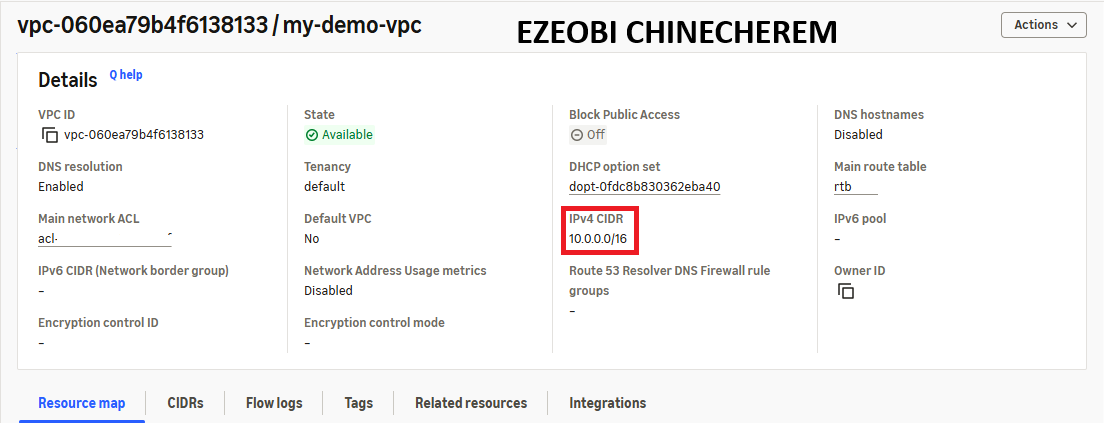 vpc-060ea79b4f6138133 / my-demo-vpc
EZEOBI CHINECHEREM
Actions
Details
Q help
VPC ID
vpc-060ea79b4f6138133
State
Available
Block Public Access
Off
DNS hostnames
Disabled
DNS resolution
Enabled
Tenancy
default
DHCP option set
dopt-0fdc8b830362eba40
Main route table
rtb
Main network ACL
acl-
Default VPC
No
IPv4 CIDR
10.0.0.0/16
IPv6 pool
–
IPv6 CIDR (Network border group)
–
Network Address Usage metrics
Disabled
Route 53 Resolver DNS Firewall rule
groups
–
Owner ID
Encryption control ID
–
Encryption control mode
–
Resource map
CIDRs
Flow logs
Tags
Related resources
Integrations